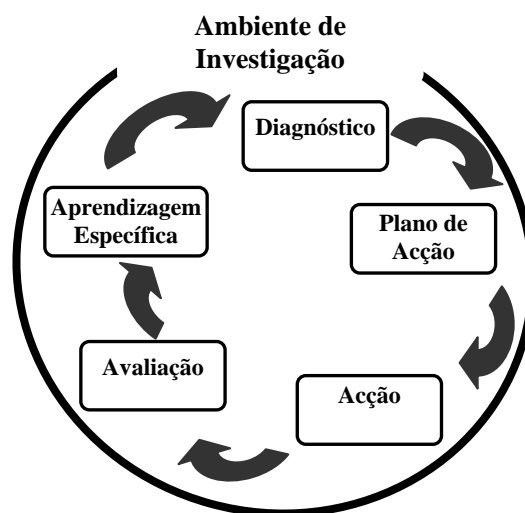 Ambiente de
Investigação
Diagnóstico
Plano de
Acção
Acção
Avaliação
Aprendizagem
Específica